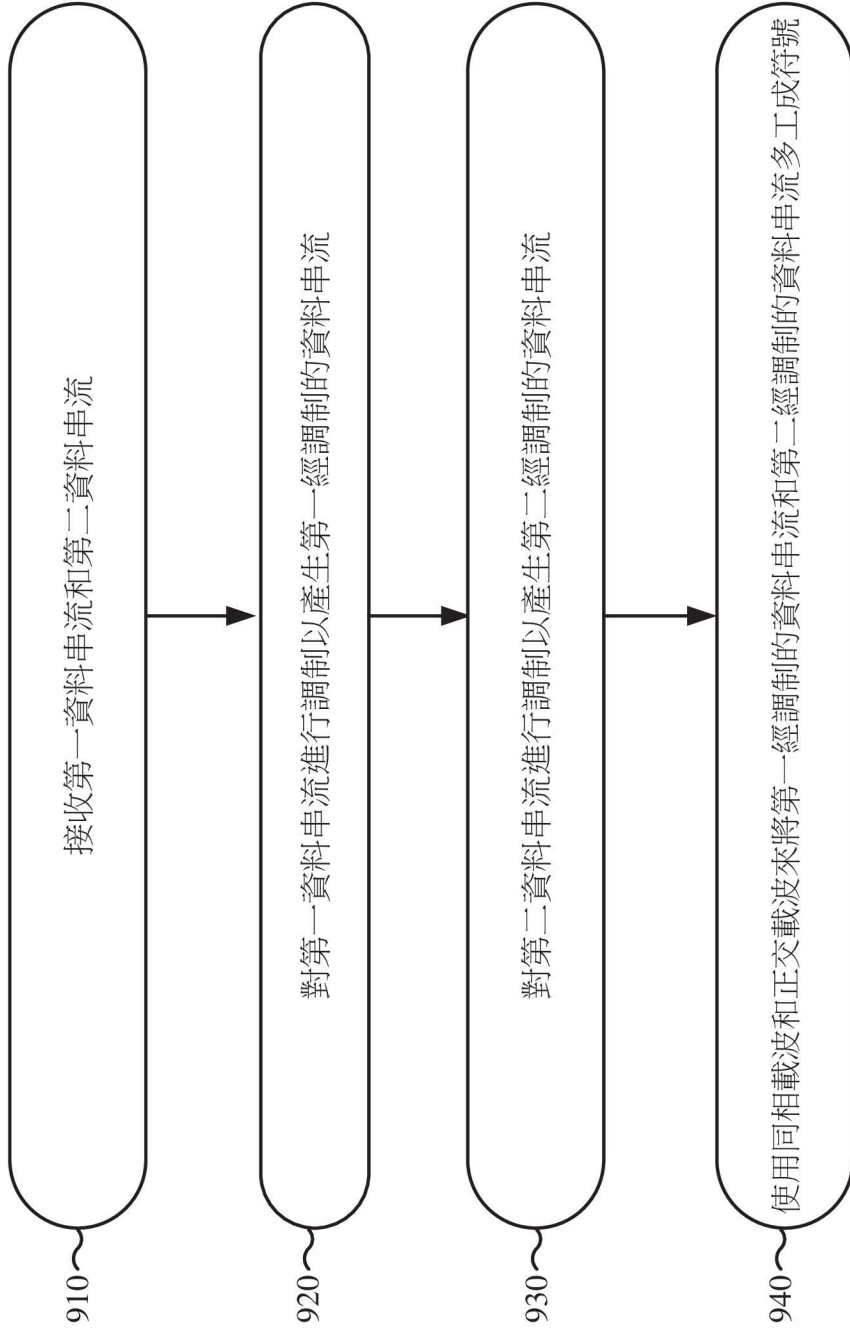 910
接收第一資料串流和第二資料串流
920
對第一資料串流進行調制以產生第一經調制的資料串流
930
對第二資料串流進行調制以產生第二經調制的資料串流
940
使用同相載波和正交載波來將第一經調制的資料串流和第二經調制的資料串流多工成符號